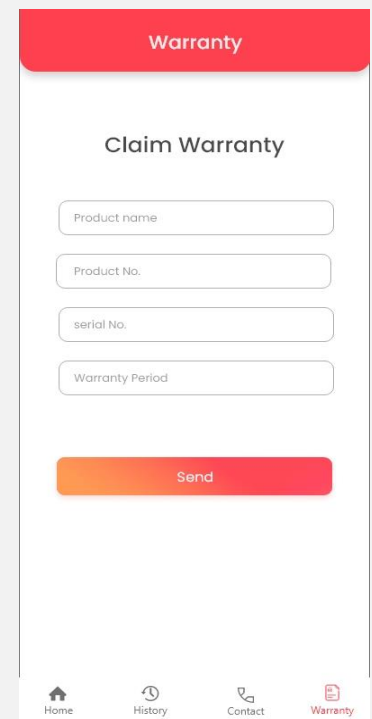 Warranty
Claim Warranty
Product name
Product No.
serial No.
Warranty Period
Send
Home
History
Contact
Warranty